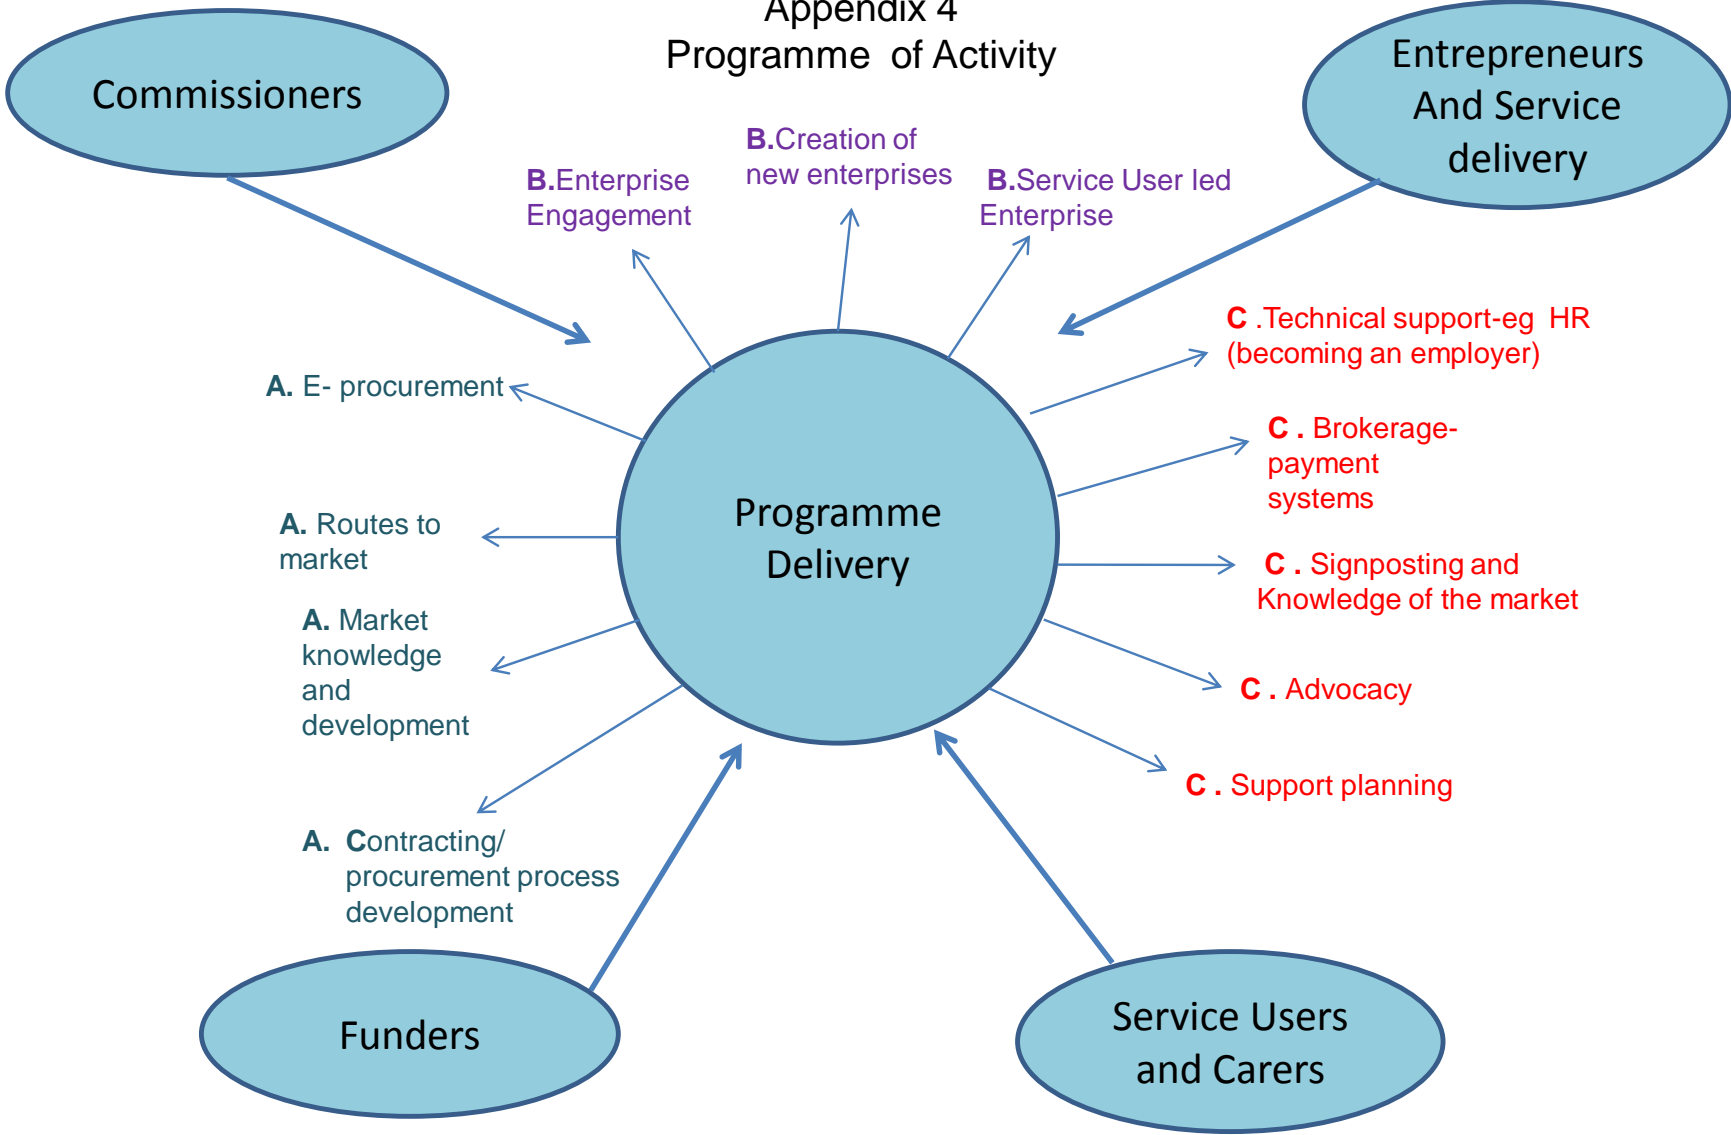 Appendix 4
Programme  of Activity
Commissioners
Entrepreneurs
And Service
delivery
B.Enterprise
Engagement
B.Creation of
new enterprises
B.Service User led
Enterprise
A. E- procurement
A. Routes to
market
A. Market
knowledge
and
development
A.  Contracting/
procurement process
development
Programme
Delivery
C .Technical support-eg  HR
(becoming an employer)
C . Brokerage-
payment
systems
C . Signposting and
Knowledge of the market
C . Advocacy
C . Support planning
Funders
Service Users
and Carers